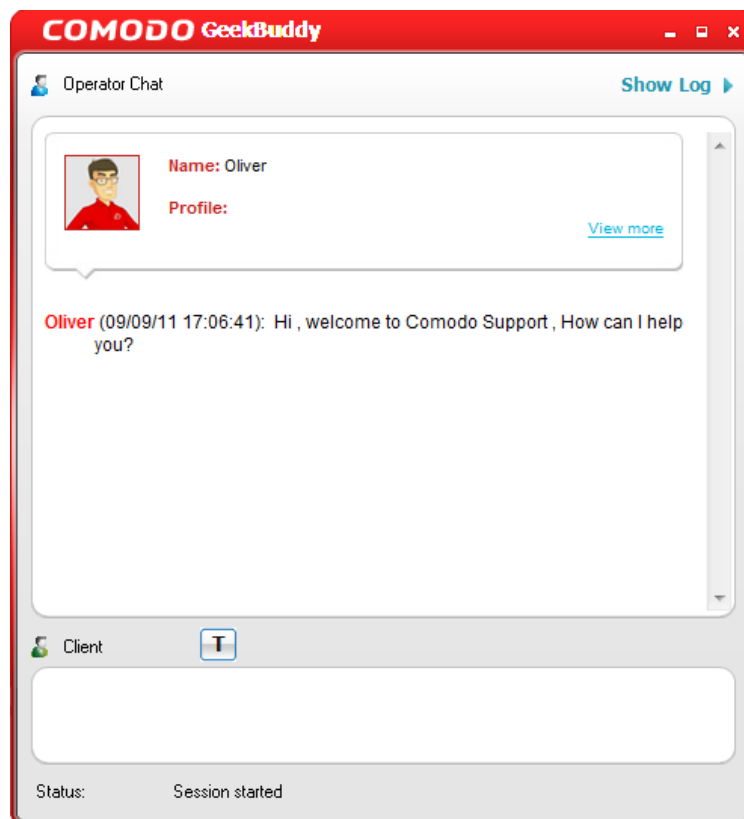 COMODO GeekBuddy
Operator Chat
Show Log
Name: Oliver
Profile:
View more
Oliver (09/09/11 17:06:41): Hi , welcome to Comodo Support , How can I help
you?
Client
T
Status: Session started